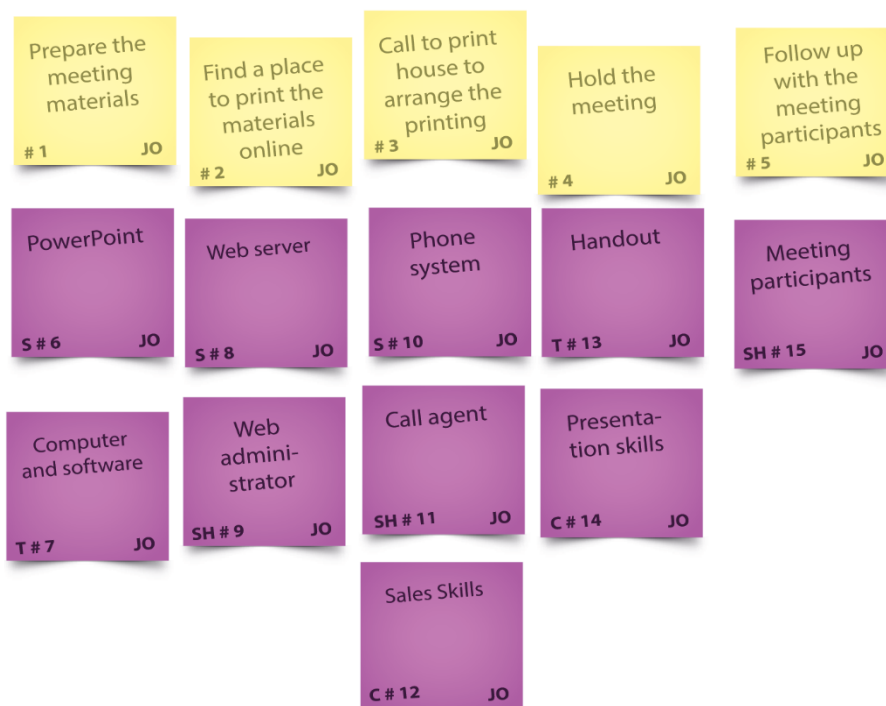 Prepare the
meeting
materials
# 1 JO
Find a place
to print the
materials
online
# 2 JO
Call to print
house to
arrange the
printing
# 3 JO
Hold the
meeting
# 4 JO
Follow up
with the
meeting
participants
# 5 JO
PowerPoint
S # 6 JO
Web server
S # 8 JO
Phone
system
S # 10 JO
Handout
T # 13 JO
Meeting
participants
SH # 15 JO
Computer
and software
T # 7 JO
Web
admini-
strator
SH # 9 JO
Call agent
SH # 11 JO
Presenta-
tion skills
C # 14 JO
Sales Skills
C # 12 JO